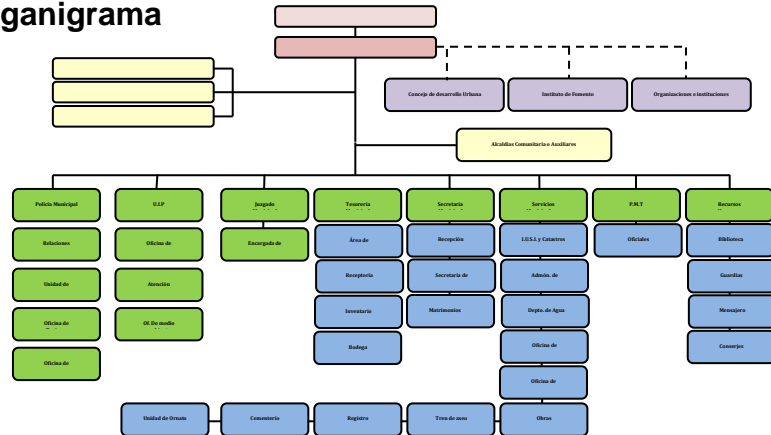 ganigrama
Concejo de desarrollo Urbana
Instituto de Fomento
Organizaciones e instituciones
Alcaldías Comunitaria o Auxiliares
Policía Municipal
U.I.P
Juzgado
Tesorería
Secretaria
Servicios
P.M.T
Recursos
Relaciones
Oficina de
Encargada de
Área de
Recepción
I.U.S.I. y Catastros
Oficiales
Biblioteca
Unidad de
Atención
Receptoría
Secretaria de
Admón. de
Guardias
Oficina de
Of. De medio
Inventario
Matrimonios
Depto. de Agua
Mensajero
Oficina de
Bodega
Oficina de
Conserjes
Oficina de
Unidad de Ornato
Cementerio
Registro
Tren de aseo
Obras